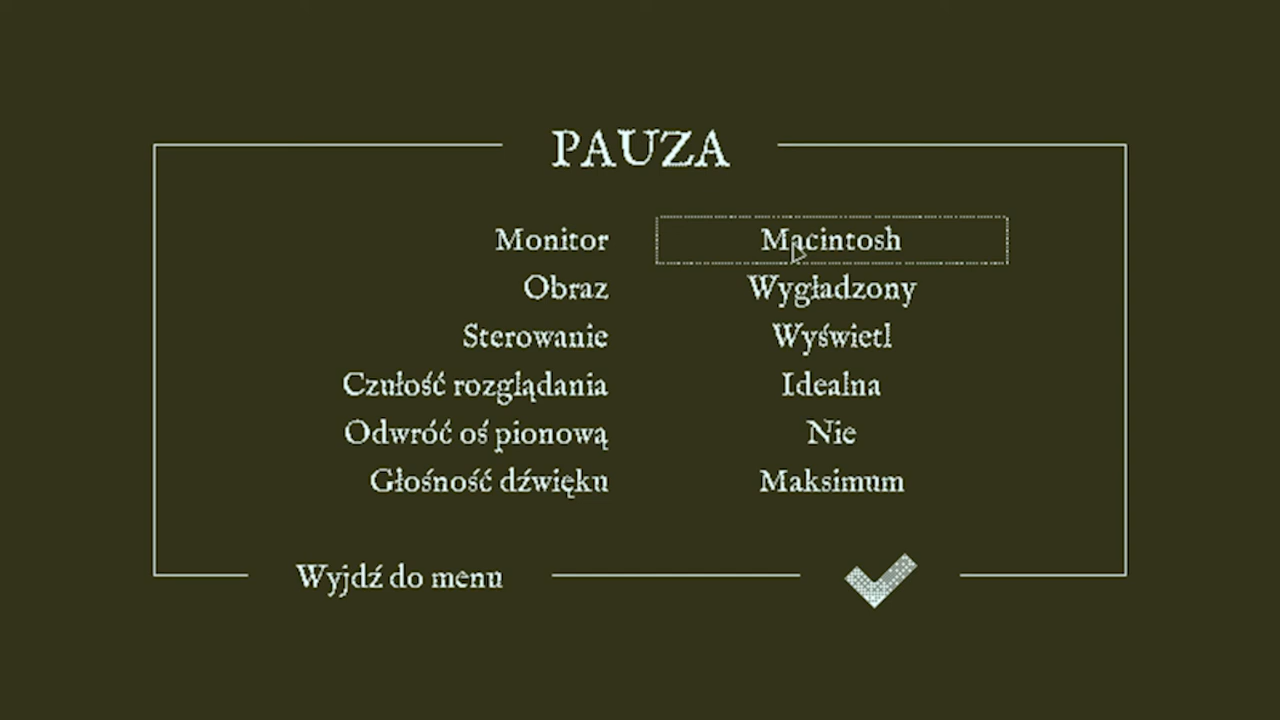 PAUZA
Monitor Macintosh
Obraz Wygładzony
Sterowanie Wyświetl
Czułość rozglądania Idealna
Odwróć oś pionową Nie
Głośność dźwięku Maksimum
Wyjdź do menu